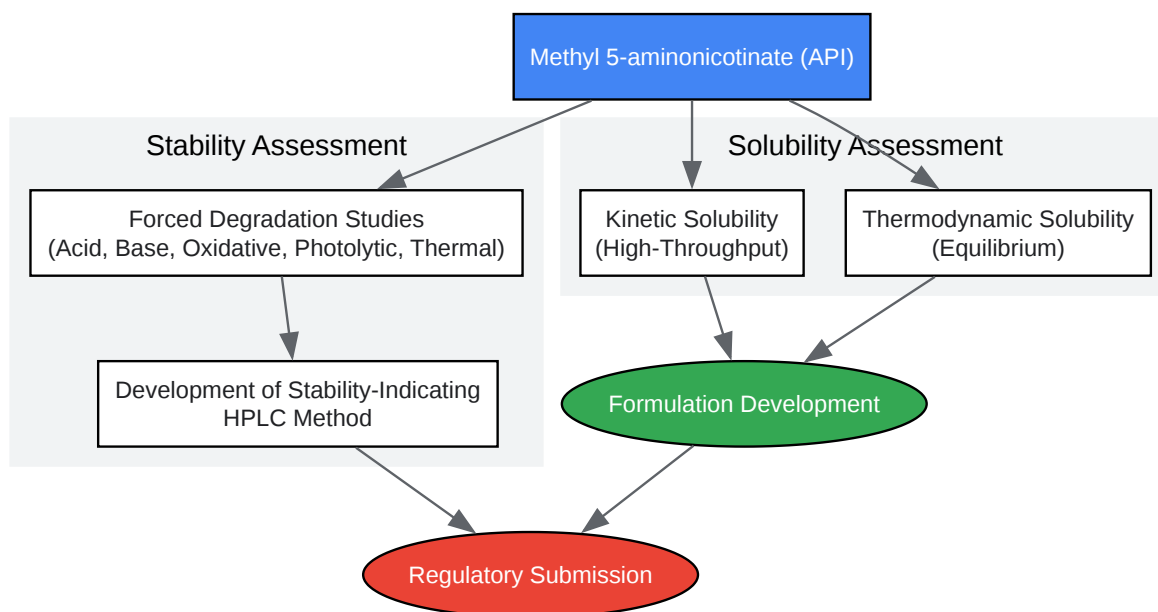 Methyl 5-aminonicotinate (API)
Stability Assessment
Solubility Assessment
Forced Degradation Studies
(Acid, Base, Oxidative, Photolytic, Thermal)
Kinetic Solubility
(High-Throughput)
Thermodynamic Solubility
(Equilibrium)
Development of Stability-Indicating
HPLC Method
Formulation Development
Regulatory Submission